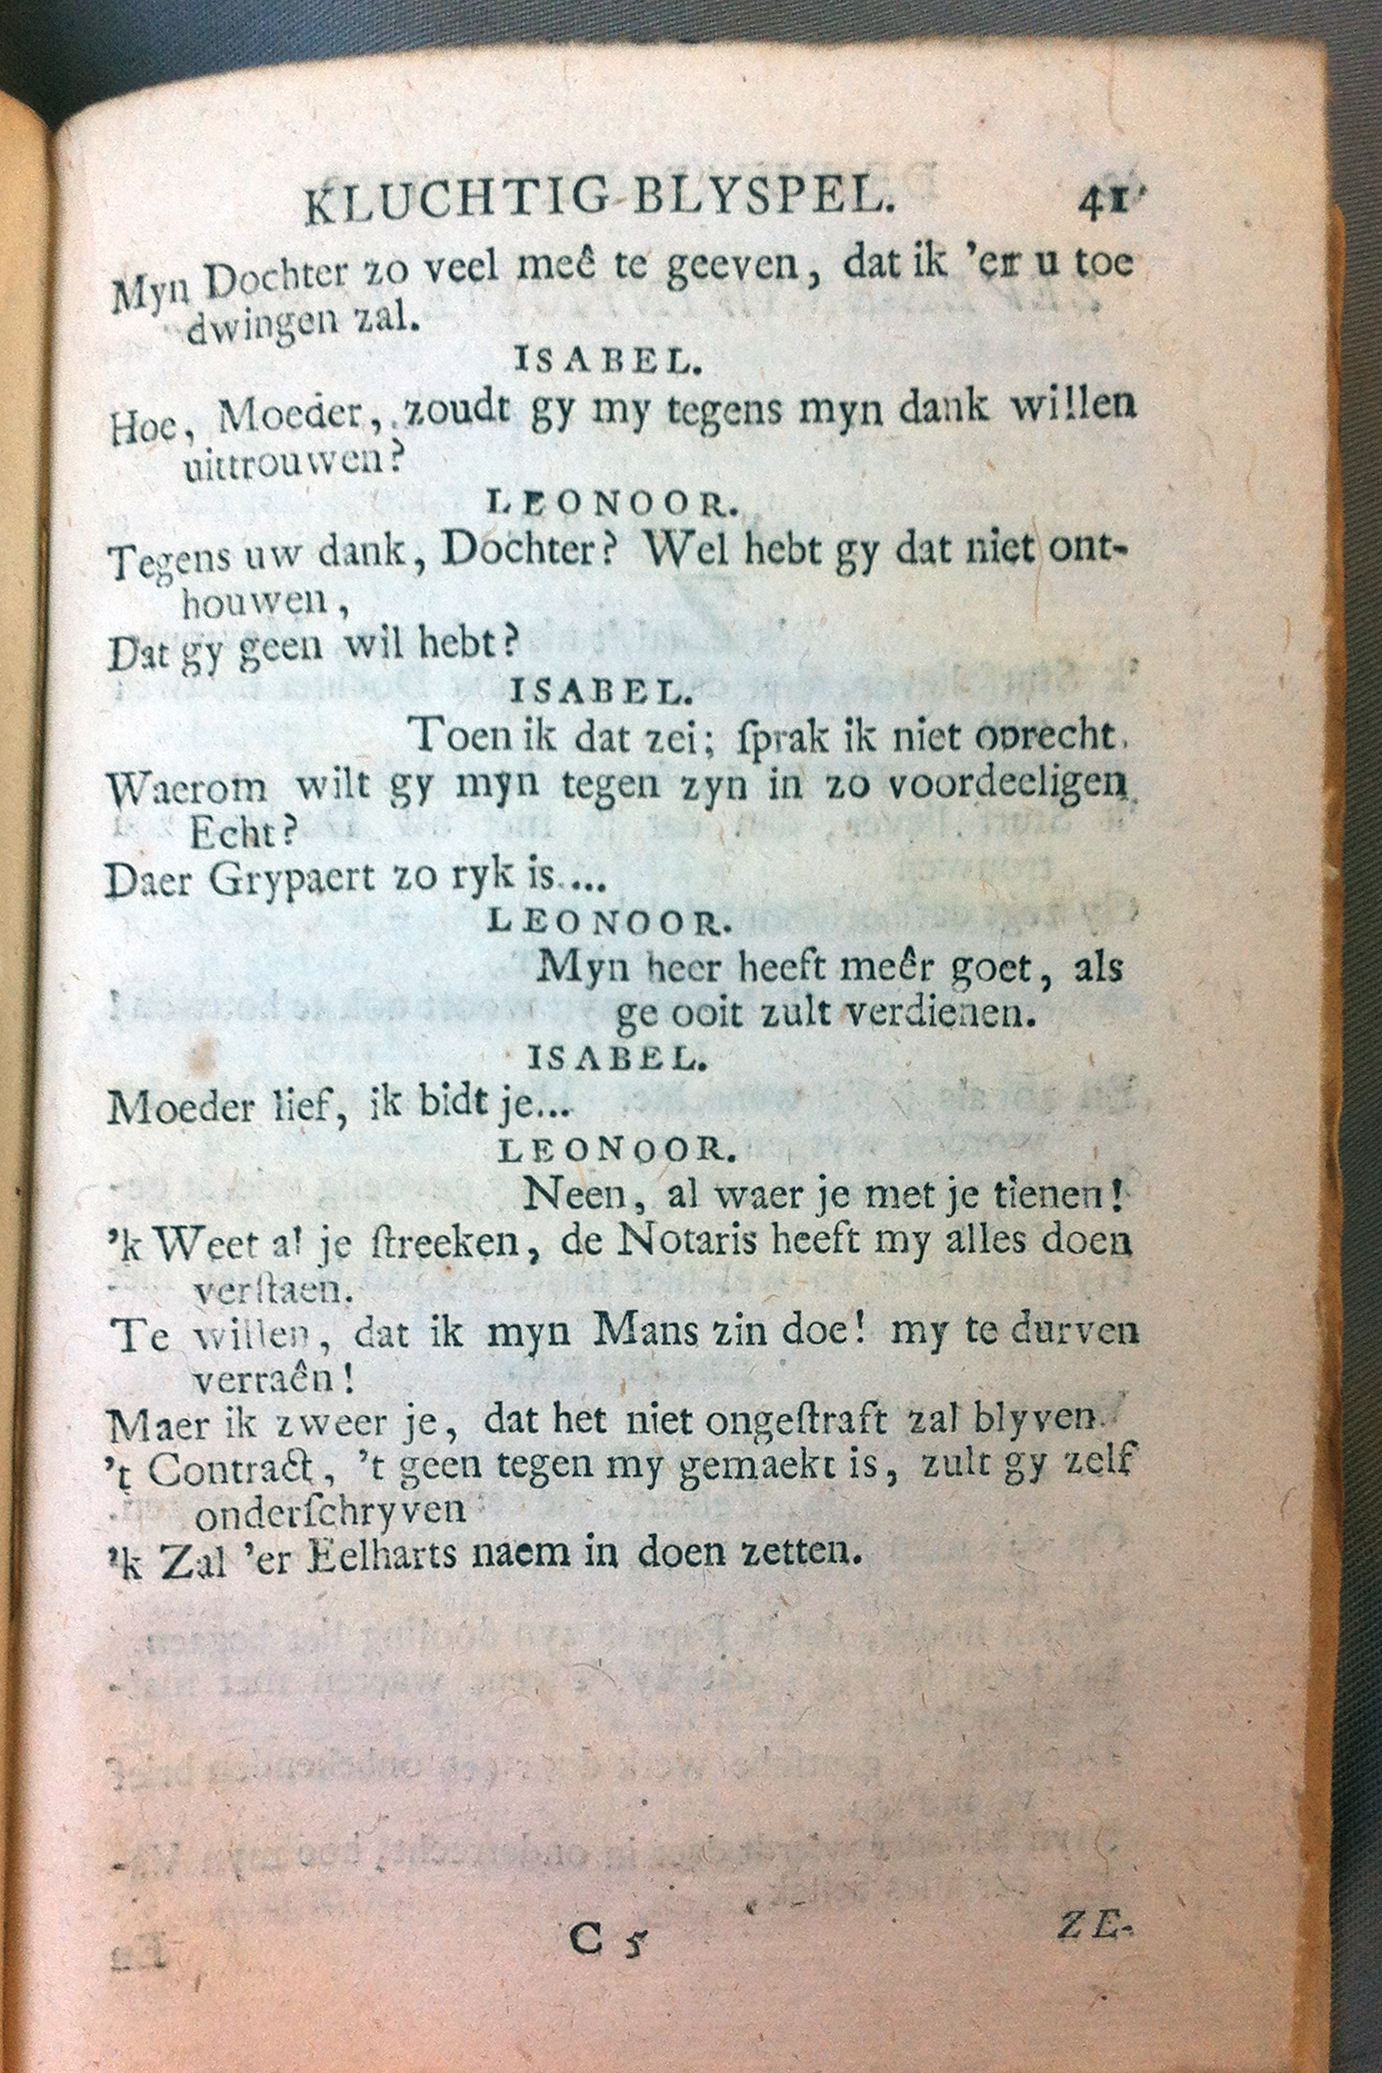 KLUCHTIG BLYSPEL. 41
Myn Dochter zo veel meê te geeven, dat ik 'er u toe
dwingen zal.
ISABEL.
Hoe, Moeder, zoudt gy my tegens myn dank willen
uittrouwen?
LEONOOR.
Tegens uw dank, Dochter? Wel hebt gy dat niet ont-
houwen,
Dat gy geen wil hebt?
ISABEL.
Toen ik dat zei; ſprak ik niet oprecht.
Waerom wilt gy myn tegen zyn in zo voordeeligen
Echt?
Daer Grypaert zo ryk is....
LEONOOR.
Myn heer heeft meêr goet, als
ge ooit zult verdienen.
ISABEL.
Moeder lief, ik bidt je...
LEONOOR.
Neen, al waer je met je tienen!
'k Weet al je ſtreeken, de Notaris heeft my alles doen
verſtaen.
Te willen, dat ik myn Mans zin doe! my te durven
verraên!
Maer ik zweer je, dat het niet ongeſtraft zal blyven.
't Contract, 't geen tegen my gemaekt is, zult gy zelf
onderſchryven
'k Zal 'er Eelharts naem in doen zetten.
C 5 ZE-